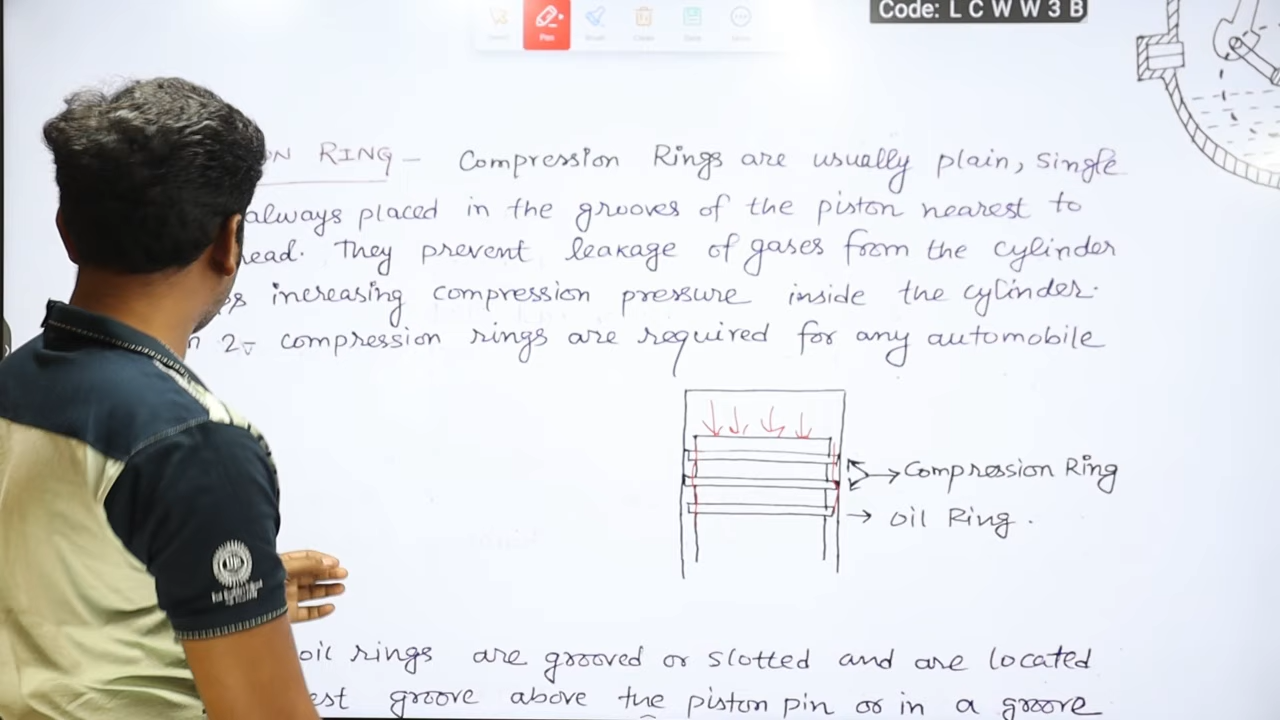 Code: L C W W 3 B
Pen
ON RING - Compression Rings are usually plain, single
always placed in the grooves of the piston nearest to
ead. They prevent leakage of gases from the cylinder
increasing compression pressure inside the cylinder.
n 2 compression rings are required for any automobile
Compression Ring
oil Ring.
oil rings are grooved or slotted and are located
est groove above the piston pin or in a groove